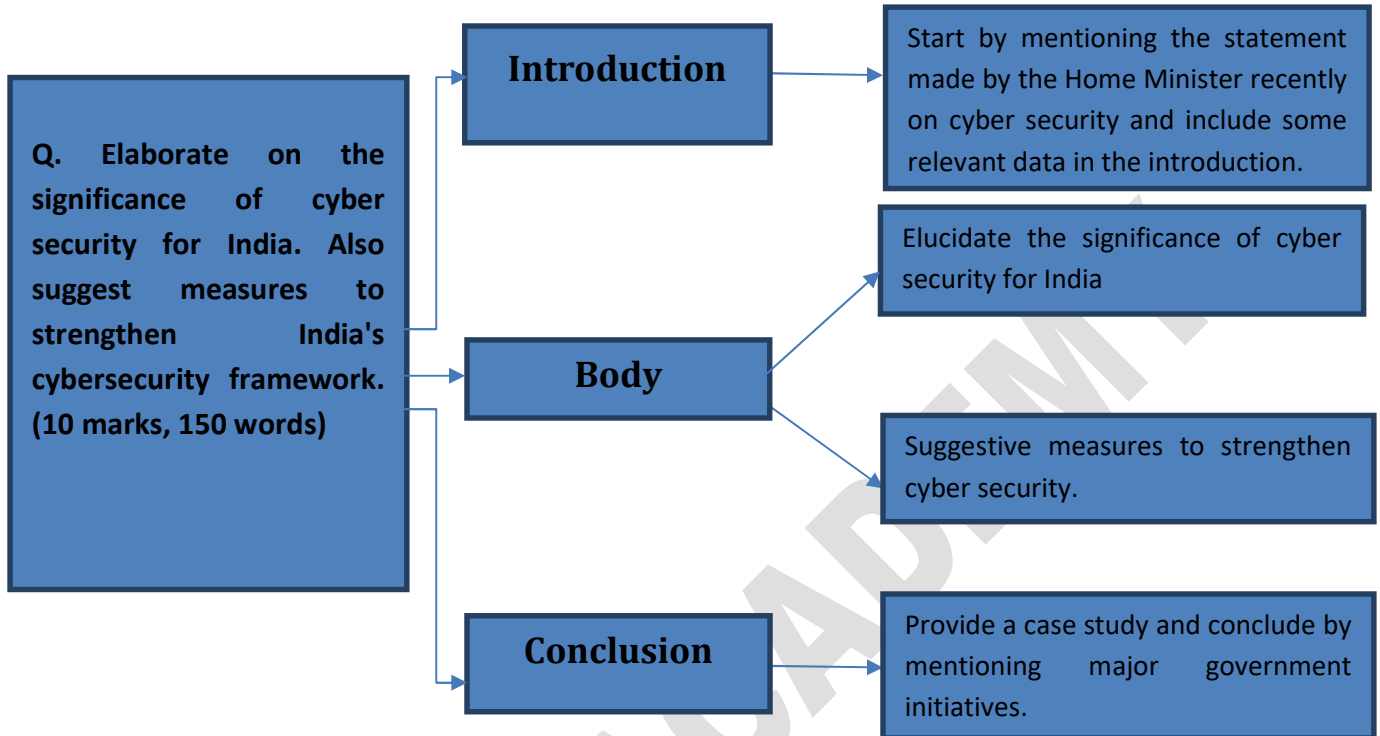 Q. Elaborate on the
significance of cyber
security for India. Also
suggest measures to
strengthen India's
cybersecurity framework.
(10 marks, 150 words)
Introduction
Start by mentioning the statement
made by the Home Minister recently
on cyber security and include some
relevant data in the introduction.
Body
Elucidate the significance of cyber
security for India
Suggestive measures to strengthen
cyber security.
Conclusion
Provide a case study and conclude by
mentioning major government
initiatives.